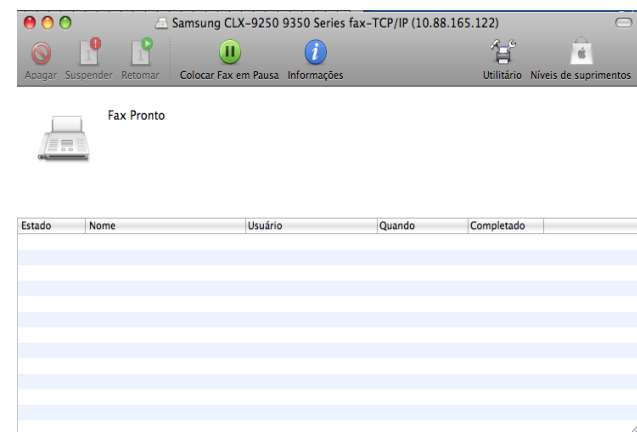 Samsung CLX-9250 9350 Series fax-TCP/IP (10.88.165.122)
Apagar Suspender Retomar Colocar Fax em Pausa Informações Utilitário Níveis de suprimentos
Fax Pronto
Estado Nome Usuário Quando Completado